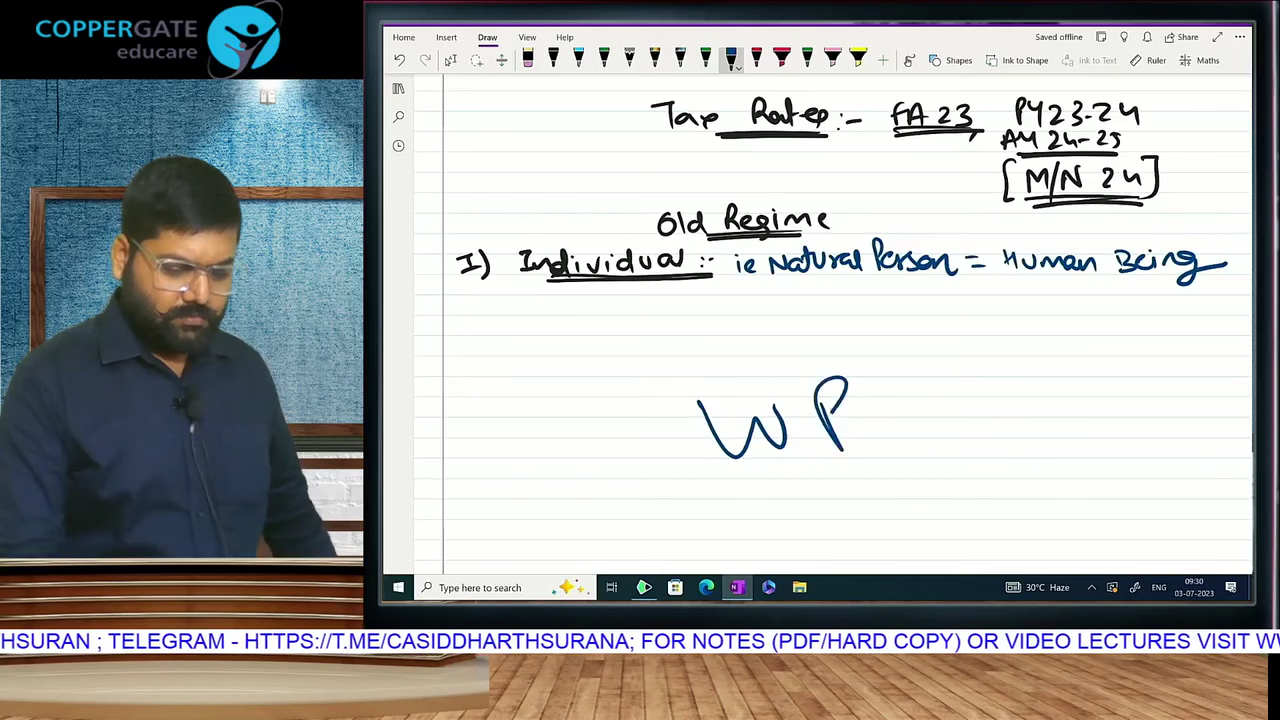 COPPERGATE
educare
Home Insert Draw View Help
Saved offline
Share
Shapes
Ink to Shape
Ink to Text
Ruler
Maths
Tax Rates :- FA 23, PY 23-24
AY 24-25
[M/N 24]
Old Regime
I) Individual :- ie Natural Person = Human Being
W P
Type here to search
30°C Haze
ENG
09:30
03-07-2023
HSURAN ; TELEGRAM - HTTPS://T.ME/CASIDDHARTHSURANA; FOR NOTES (PDF/HARD COPY) OR VIDEO LECTURES VISIT WW